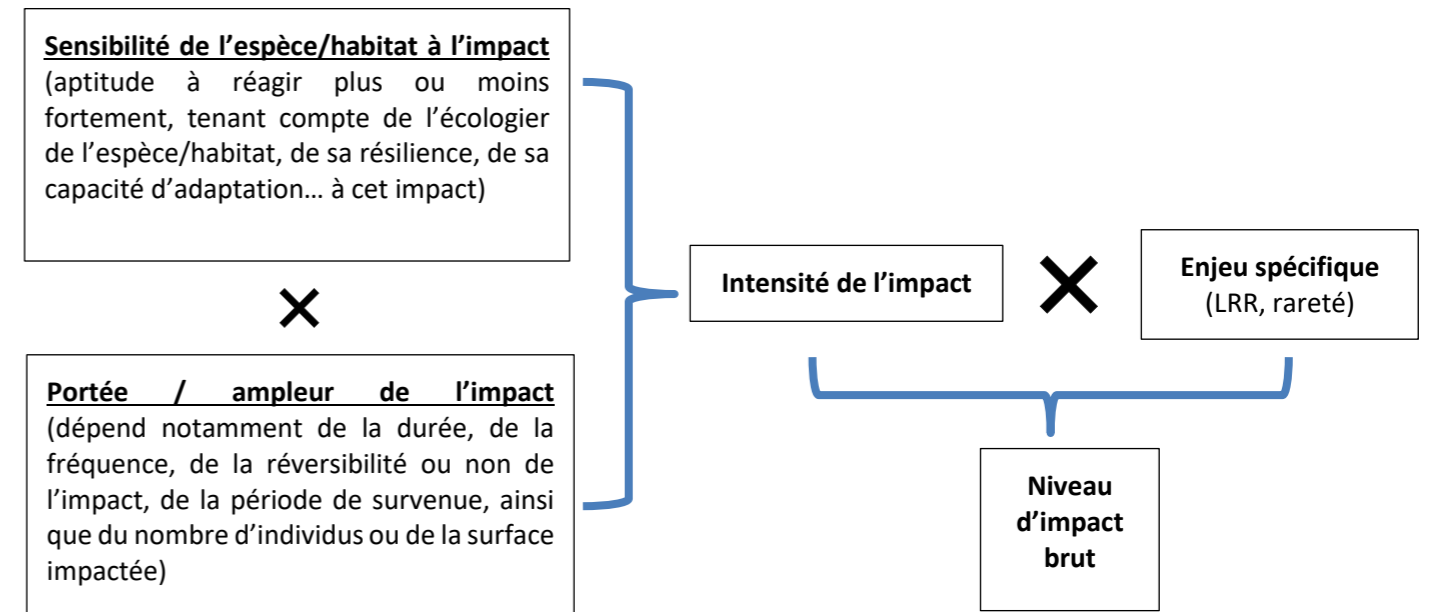 Sensibilité de l’espèce/habitat à l’impact
(aptitude à réagir plus ou moins
fortement, tenant compte de l’écologier
de l’espèce/habitat, de sa résilience, de sa
capacité d’adaptation… à cet impact)
×
Portée / ampleur de l’impact
(dépend notamment de la durée, de la
fréquence, de la réversibilité ou non de
l’impact, de la période de survenue, ainsi
que du nombre d’individus ou de la surface
impactée)
Intensité de l’impact
×
Enjeu spécifique
(LRR, rareté)
Niveau
d’impact
brut